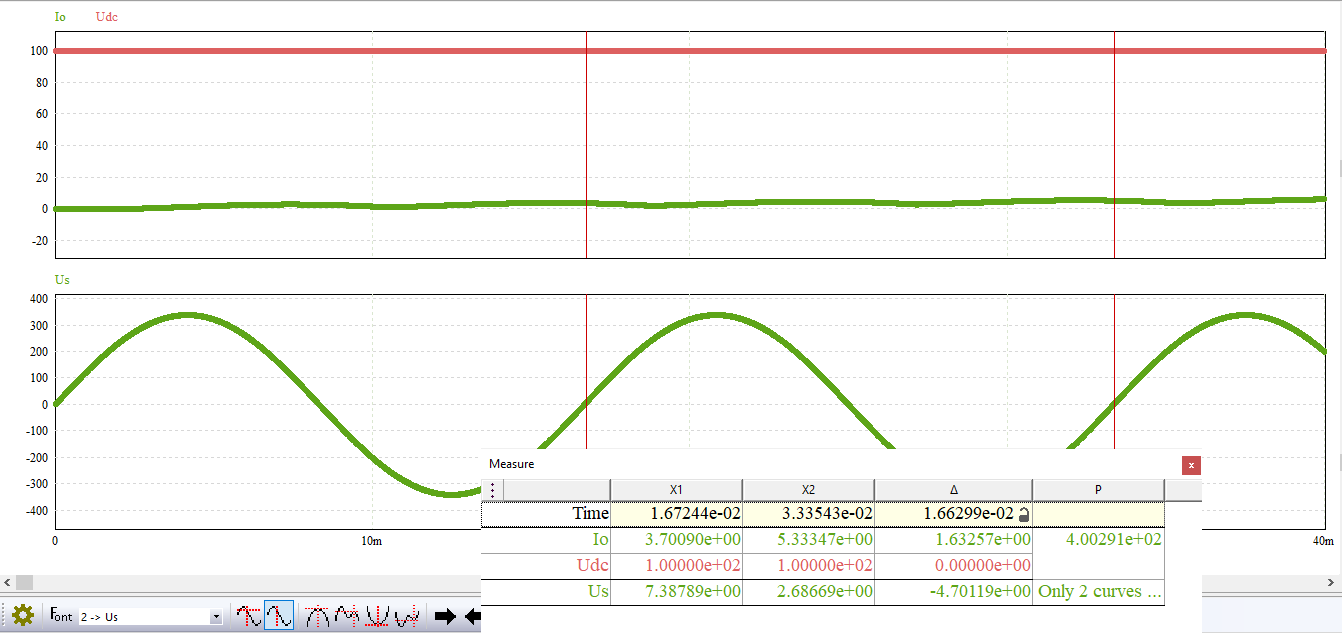 Io Udc
100
80
60
40
20
0
-20
Us
400
300
200
100
0
-100
-200
-300
-400
0 10m 40m
Measure x
X1 X2 Δ P
Time 1.67244e-02 3.33543e-02 1.66299e-02
Io 3.70090e+00 5.33347e+00 1.63257e+00 4.00291e+02
Udc 1.00000e+02 1.00000e+02 0.00000e+00
Us 7.38789e+00 2.68669e+00 -4.70119e+00 Only 2 curves ...
Font 2 -> Us